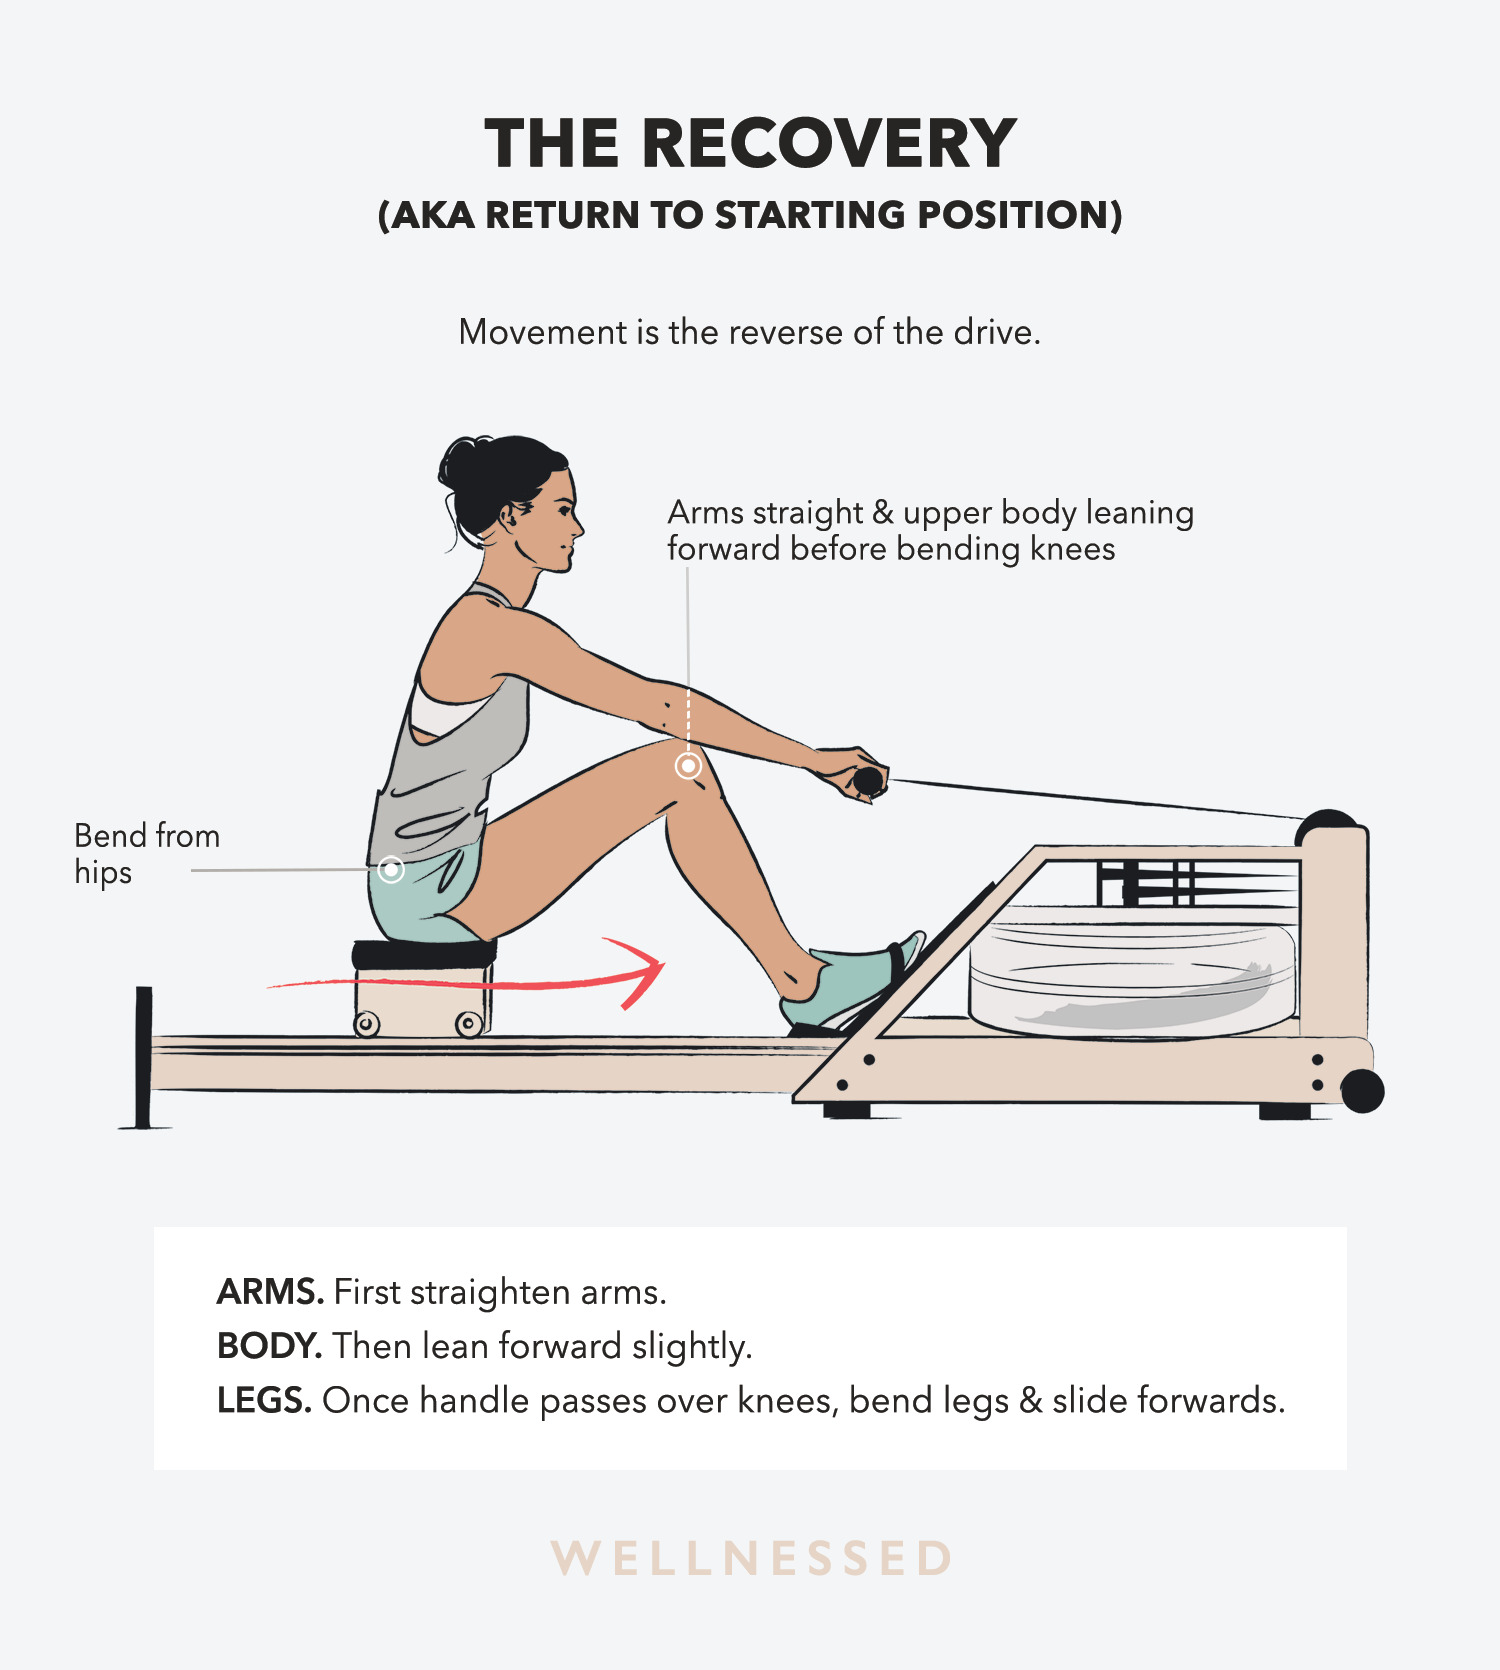 THE RECOVERY
(AKA RETURN TO STARTING POSITION)
Movement is the reverse of the drive.
Arms straight & upper body leaning
forward before bending knees
Bend from
hips
ARMS. First straighten arms.
BODY. Then lean forward slightly.
LEGS. Once handle passes over knees, bend legs & slide forwards.
WELLNESSED